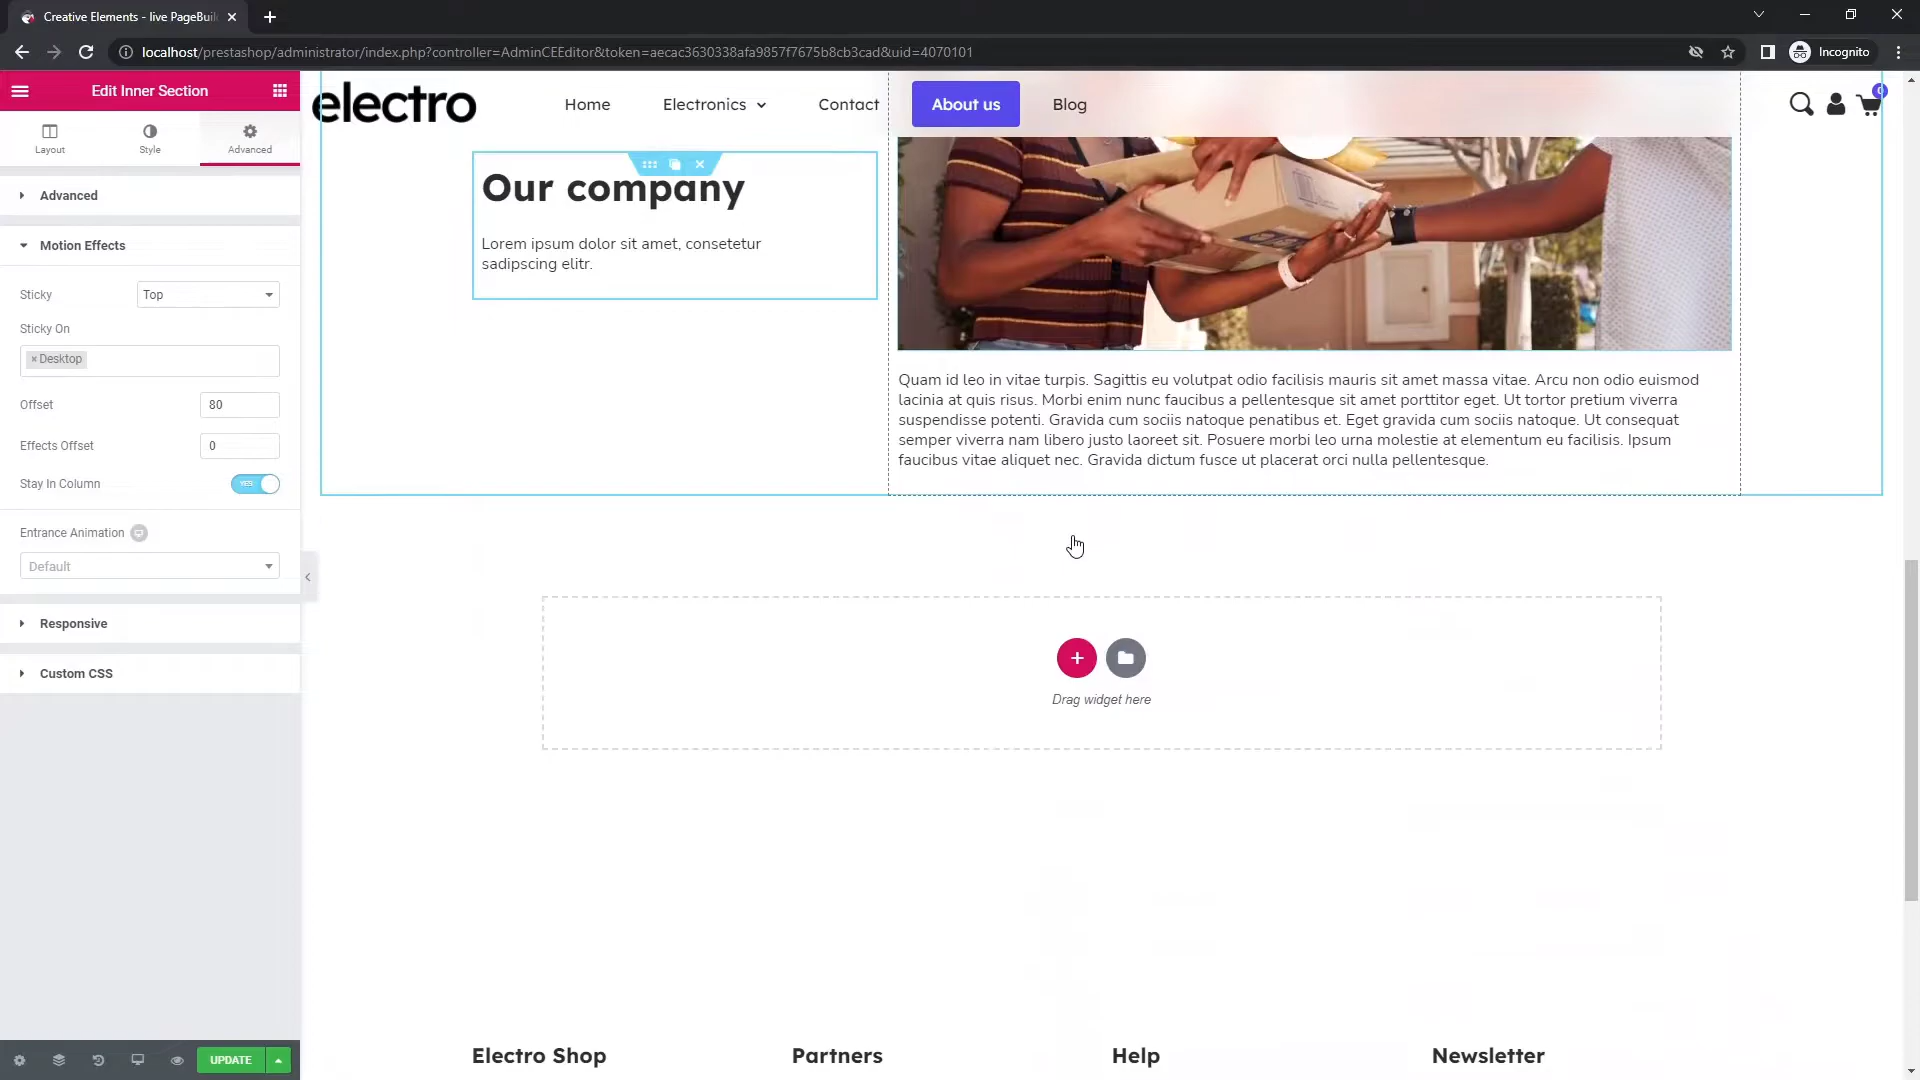 Creative Elements - live PageBuil
localhost/prestashop/administrator/index.php?controller=AdminCEEditor&token=aecac3630338afa9857f7675b8cb3cad&uid=4070101
Incognito
Edit Inner Section
Layout
Style
Advanced
Advanced
Motion Effects
Sticky
Top
Sticky On
× Desktop
Offset
80
Effects Offset
0
Stay In Column
YES
Entrance Animation
Default
Responsive
Custom CSS
UPDATE
electro
Home
Electronics
Contact
About us
Blog
0
Our company
Lorem ipsum dolor sit amet, consetetur
sadipscing elitr.
Quam id leo in vitae turpis. Sagittis eu volutpat odio facilisis mauris sit amet massa vitae. Arcu non odio euismod
lacinia at quis risus. Morbi enim nunc faucibus a pellentesque sit amet porttitor eget. Ut tortor pretium viverra
suspendisse potenti. Gravida cum sociis natoque penatibus et. Eget gravida cum sociis natoque. Ut consequat
semper viverra nam libero justo laoreet sit. Posuere morbi leo urna molestie at elementum eu facilisis. Ipsum
faucibus vitae aliquet nec. Gravida dictum fusce ut placerat orci nulla pellentesque.
Drag widget here
Electro Shop
Partners
Help
Newsletter